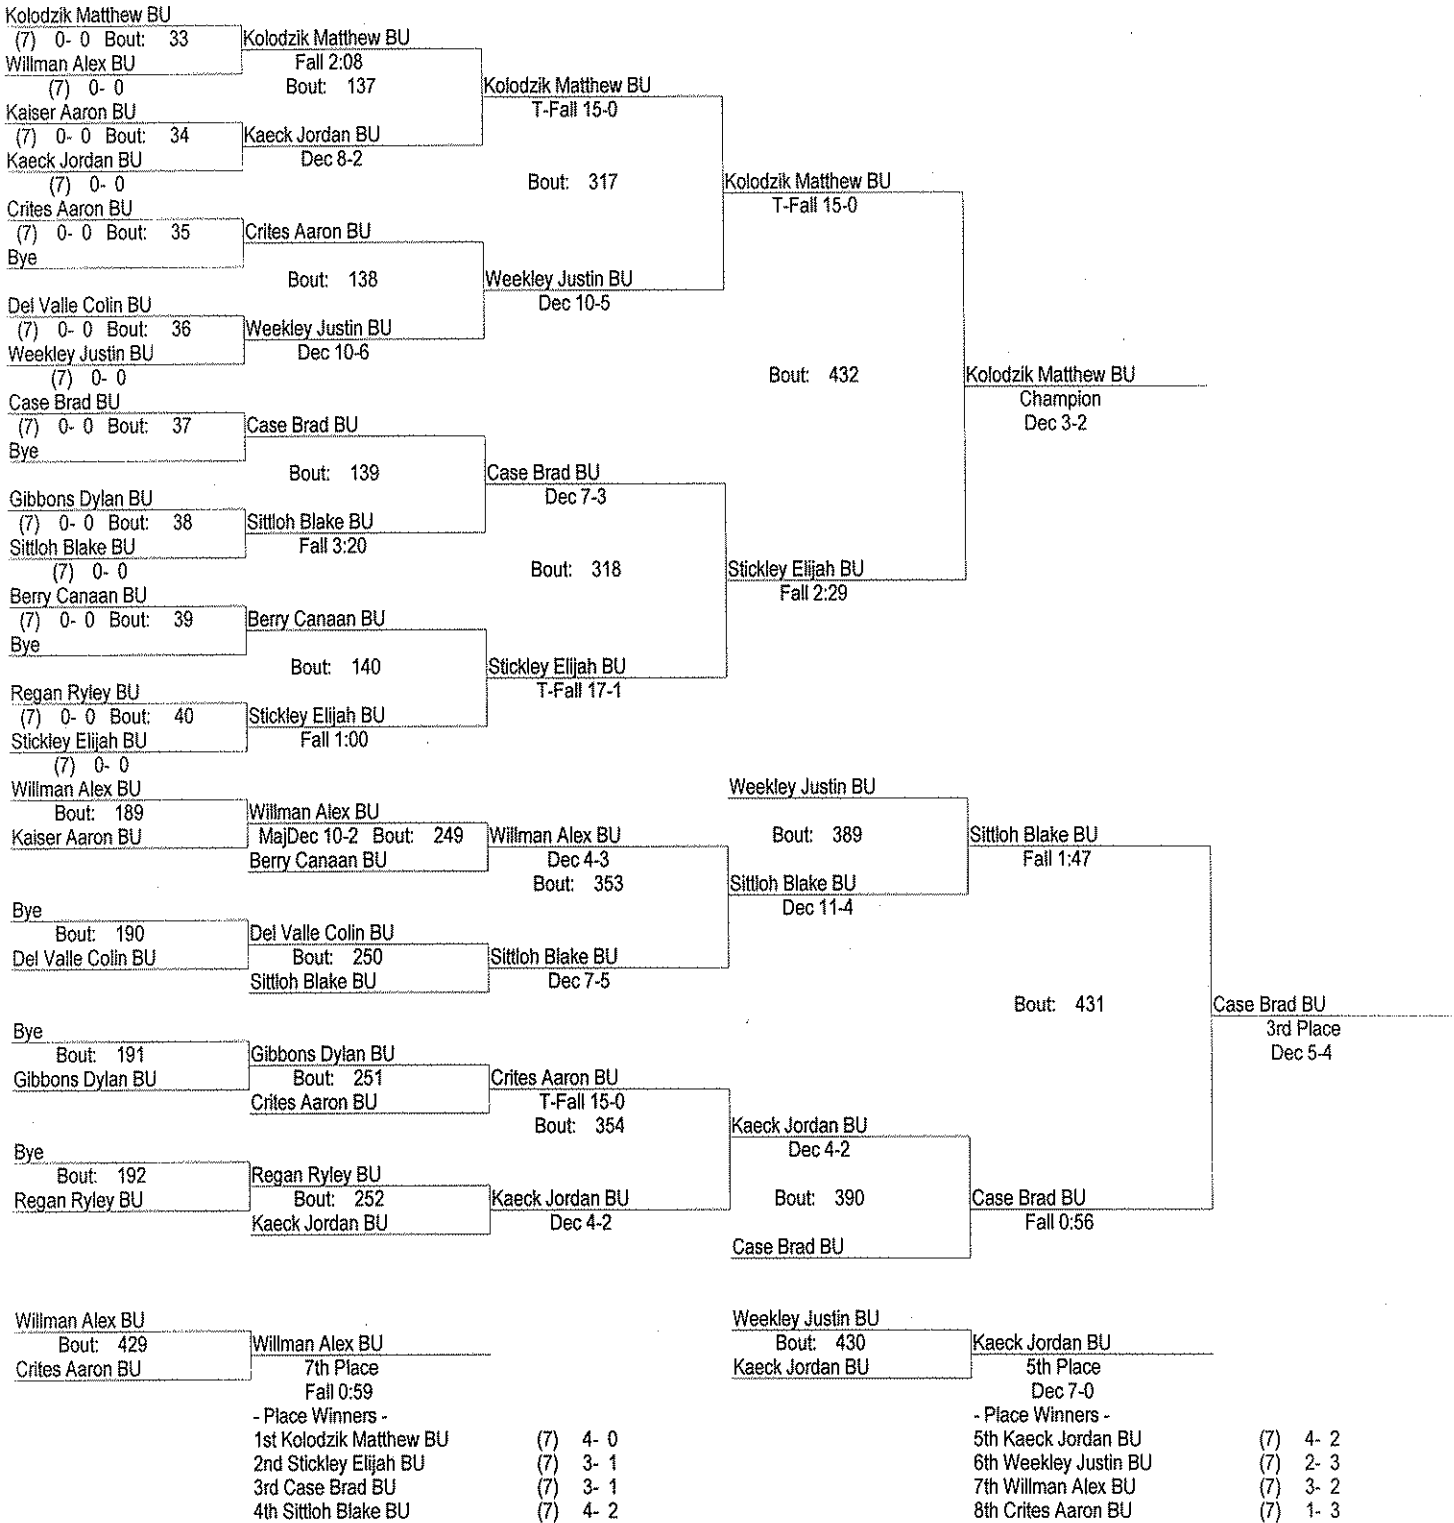 Kolodzik Matthew BU
(7) 0- 0 Bout: 33
Willman Alex BU
(7) 0- 0
Kaiser Aaron BU
(7) 0- 0 Bout: 34
Kaeck Jordan BU
(7) 0- 0
Crites Aaron BU
(7) 0- 0 Bout: 35
Bye
Del Valle Colin BU
(7) 0- 0 Bout: 36
Weekley Justin BU
(7) 0- 0
Case Brad BU
(7) 0- 0 Bout: 37
Bye
Gibbons Dylan BU
(7) 0- 0 Bout: 38
Sittloh Blake BU
(7) 0- 0
Berry Canaan BU
(7) 0- 0 Bout: 39
Bye
Regan Ryley BU
(7) 0- 0 Bout: 40
Stickley Elijah BU
(7) 0- 0
Kolodzik Matthew BU
Fall 2:08
Bout: 137
Kaeck Jordan BU
Dec 8-2
Crites Aaron BU
Bout: 138
Weekley Justin BU
Dec 10-6
Case Brad BU
Bout: 139
Sittloh Blake BU
Fall 3:20
Berry Canaan BU
Bout: 140
Stickley Elijah BU
Fall 1:00
Kolodzik Matthew BU
T-Fall 15-0
Bout: 317
Weekley Justin BU
Dec 10-5
Case Brad BU
Dec 7-3
Bout: 318
Stickley Elijah BU
T-Fall 17-1
Kolodzik Matthew BU
T-Fall 15-0
Bout: 432
Stickley Elijah BU
Fall 2:29
Kolodzik Matthew BU
Champion
Dec 3-2
Willman Alex BU
Bout: 189
Kaiser Aaron BU
Bye
Bout: 190
Del Valle Colin BU
Bye
Bout: 191
Gibbons Dylan BU
Bye
Bout: 192
Regan Ryley BU
Willman Alex BU
MajDec 10-2 Bout: 249
Berry Canaan BU
Del Valle Colin BU
Bout: 250
Sittloh Blake BU
Gibbons Dylan BU
Bout: 251
Crites Aaron BU
Regan Ryley BU
Bout: 252
Kaeck Jordan BU
Willman Alex BU
Dec 4-3
Bout: 353
Sittloh Blake BU
Dec 7-5
Crites Aaron BU
T-Fall 15-0
Bout: 354
Kaeck Jordan BU
Dec 4-2
Weekley Justin BU
Bout: 389
Sittloh Blake BU
Dec 11-4
Kaeck Jordan BU
Dec 4-2
Bout: 390
Case Brad BU
Sittloh Blake BU
Fall 1:47
Bout: 431
Case Brad BU
Fall 0:56
Case Brad BU
3rd Place
Dec 5-4
Willman Alex BU
Bout: 429
Crites Aaron BU
Willman Alex BU
7th Place
Fall 0:59
Weekley Justin BU
Bout: 430
Kaeck Jordan BU
Kaeck Jordan BU
5th Place
Dec 7-0
- Place Winners -
1st Kolodzik Matthew BU (7) 4- 0
2nd Stickley Elijah BU (7) 3- 1
3rd Case Brad BU (7) 3- 1
4th Sittloh Blake BU (7) 4- 2
- Place Winners -
5th Kaeck Jordan BU (7) 4- 2
6th Weekley Justin BU (7) 2- 3
7th Willman Alex BU (7) 3- 2
8th Crites Aaron BU (7) 1- 3